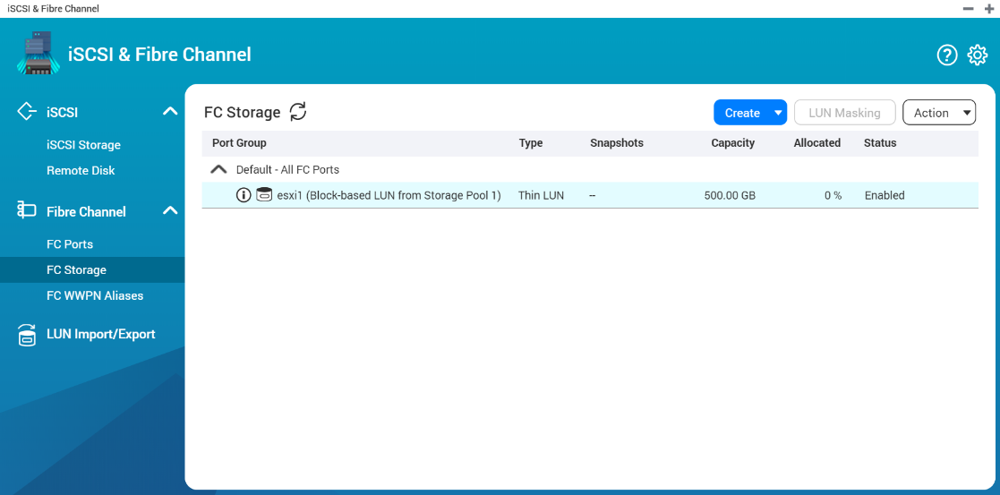 iSCSI & Fibre Channel
iSCSI & Fibre Channel
iSCSI
iSCSI Storage
Remote Disk
Fibre Channel
FC Ports
FC Storage
FC WWPN Aliases
LUN Import/Export
FC Storage
Create
LUN Masking
Action
Port Group Type Snapshots Capacity Allocated Status
Default - All FC Ports
esxi1 (Block-based LUN from Storage Pool 1) Thin LUN -- 500.00 GB 0 % Enabled